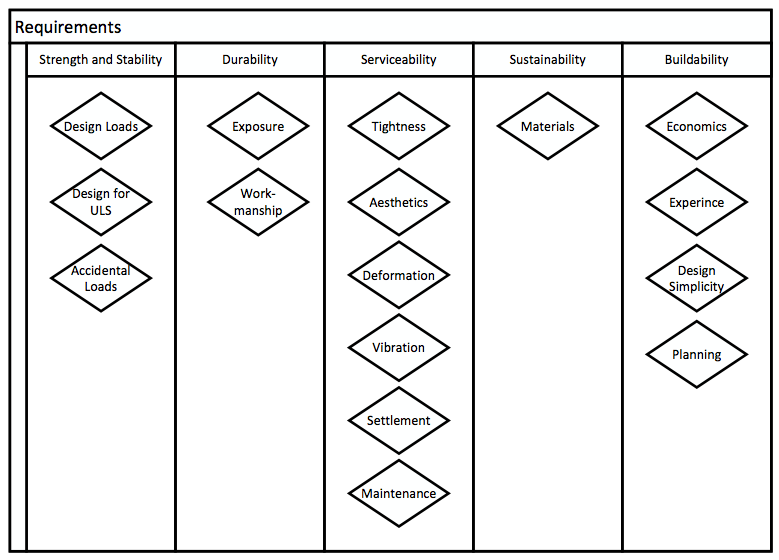 Requirements
Strength and Stability
Durability
Serviceability
Sustainability
Buildability
Design Loads
Design for
ULS
Accidental
Loads
Exposure
Work-
manship
Tightness
Aesthetics
Deformation
Vibration
Settlement
Maintenance
Materials
Economics
Experince
Design
Simplicity
Planning